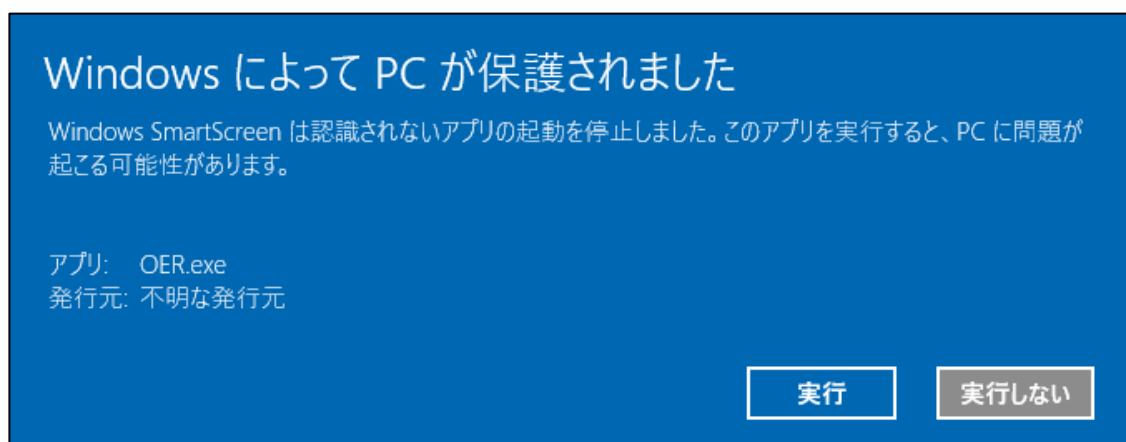 Windows によって PC が保護されました
Windows SmartScreen は認識されないアプリの起動を停止しました。このアプリを実行すると、PC に問題が
起こる可能性があります。
アプリ: OER.exe
発行元: 不明な発行元
実行 実行しない